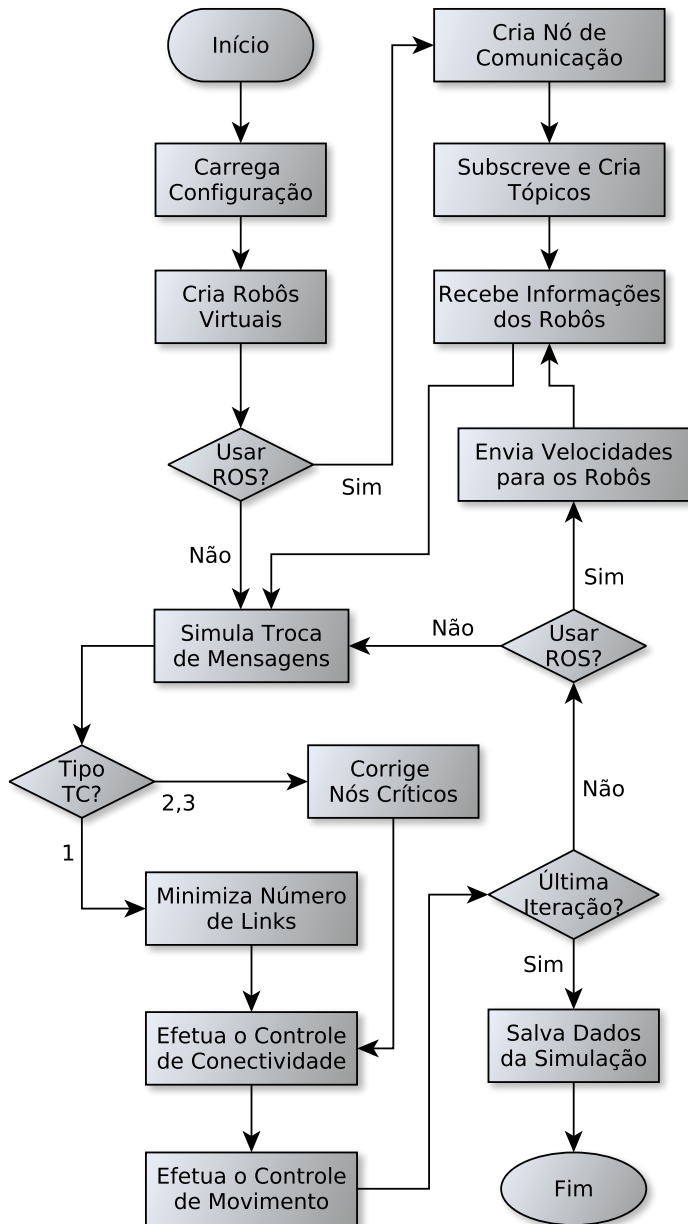 Início
Carrega
Configuração
Cria Robôs
Virtuais
Usar
ROS?
Sim
Não
Cria Nó de
Comunicação
Subscreve e Cria
Tópicos
Recebe Informações
dos Robôs
Envia Velocidades
para os Robôs
Sim
Usar
ROS?
Não
Simula Troca
de Mensagens
Tipo
TC?
2,3
1
Corrige
Nós Críticos
Minimiza Número
de Links
Efetua o Controle
de Conectividade
Efetua o Controle
de Movimento
Não
Última
Iteração?
Sim
Salva Dados
da Simulação
Fim